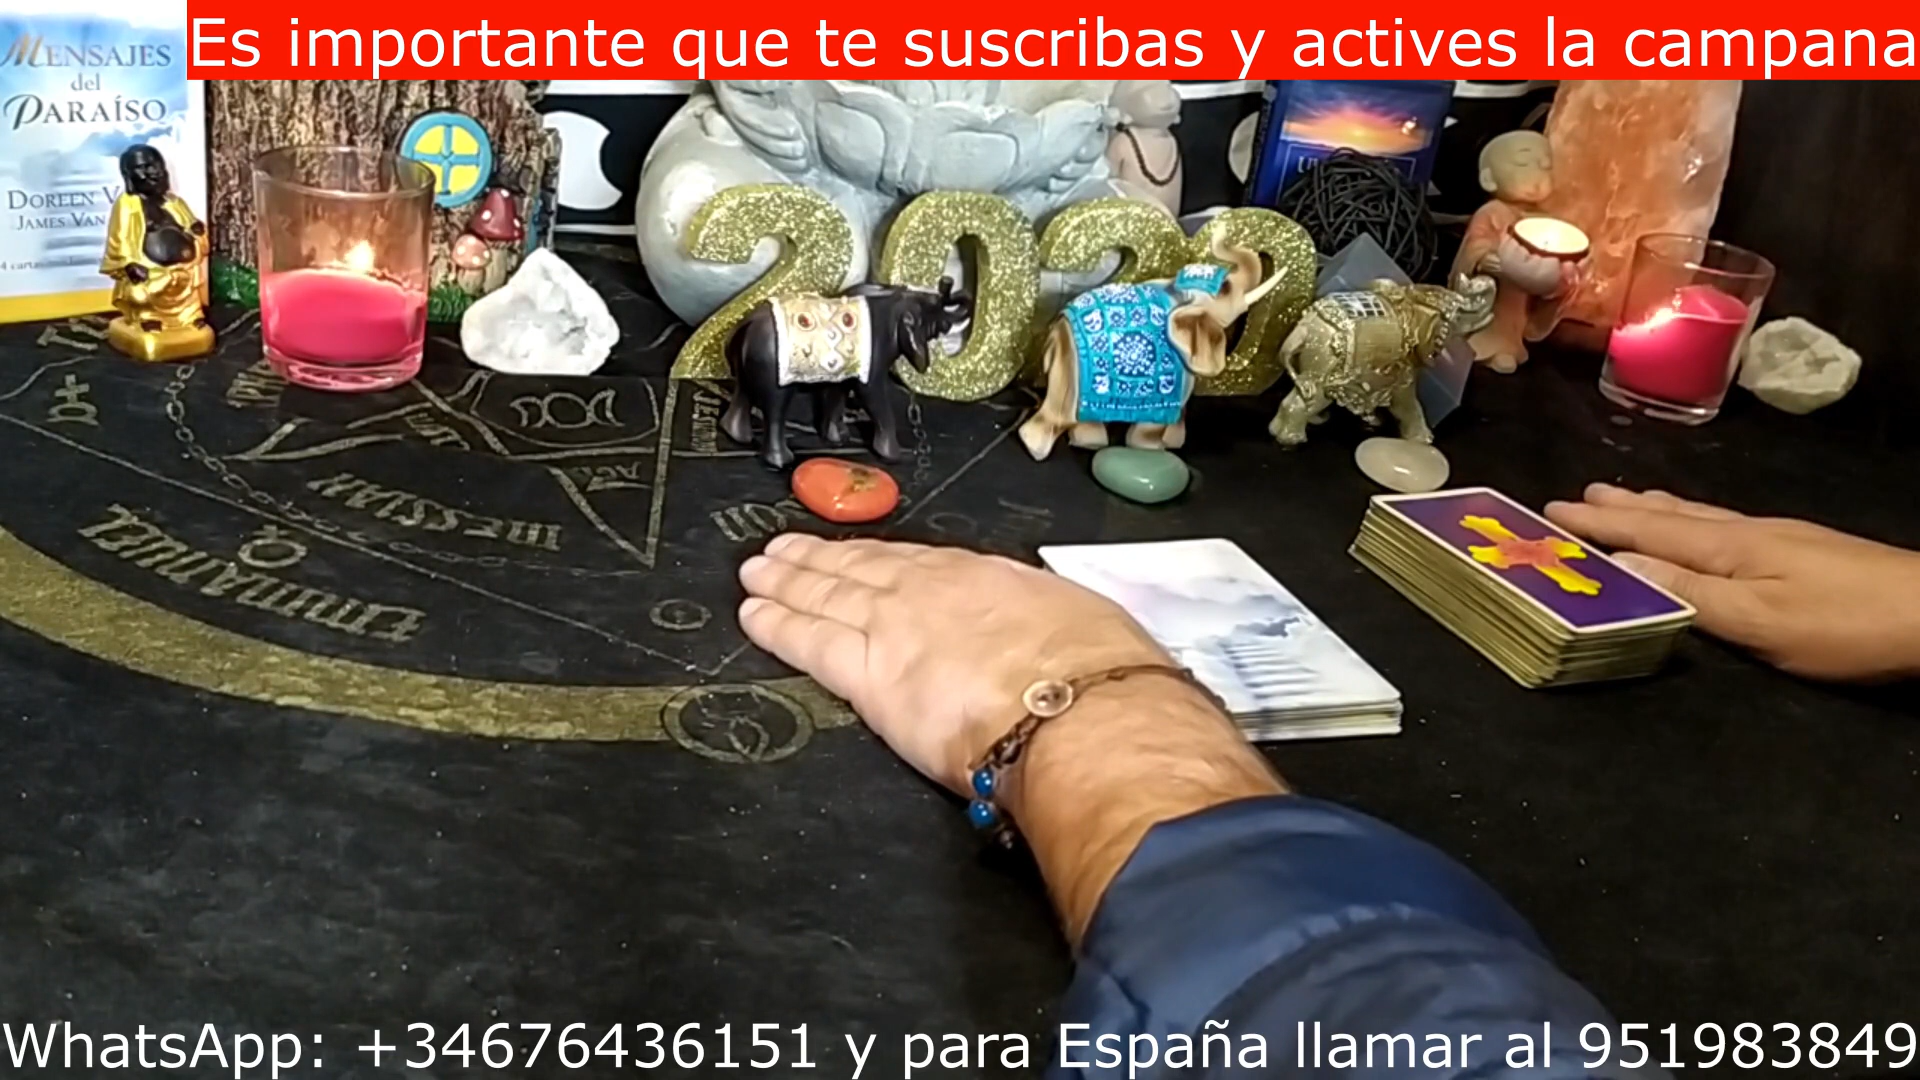 Es importante que te suscribas y actives la campana
MENSAJES
del
PARAÍSO
DOREEN V
JAMES VAN
2020
AGIS
MESSIAH
EMMANUEL
WhatsApp: +34676436151 y para España llamar al 951983849